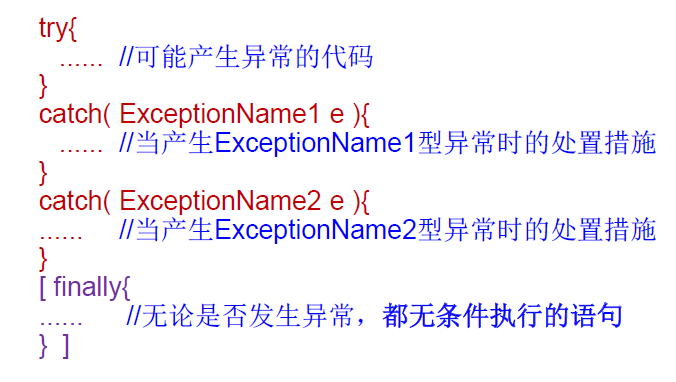 try{
...... //可能产生异常的代码
}
catch( ExceptionName1 e ){
...... //当产生ExceptionName1型异常时的处置措施
}
catch( ExceptionName2 e ){
...... //当产生ExceptionName2型异常时的处置措施
}
[ finally{
...... //无论是否发生异常，都无条件执行的语句
} ]